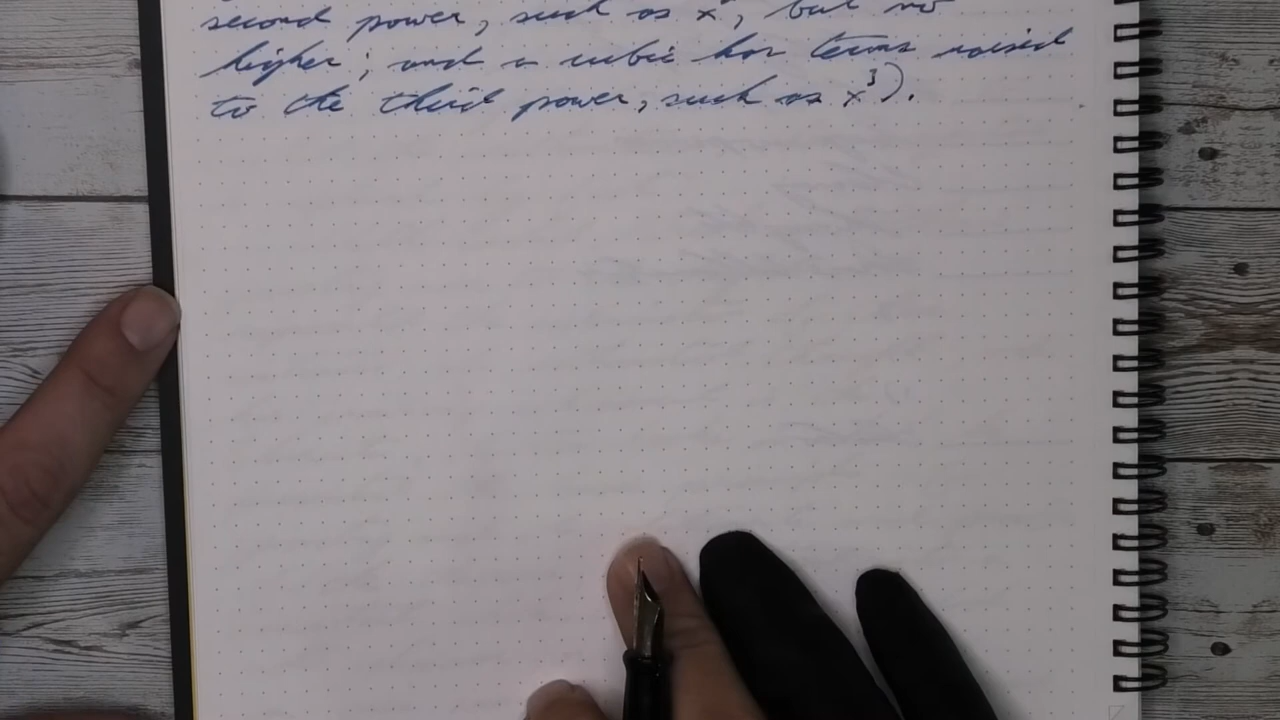 second power, such as x², but no
higher; and a cubic has terms raised
to the third power, such as x³).